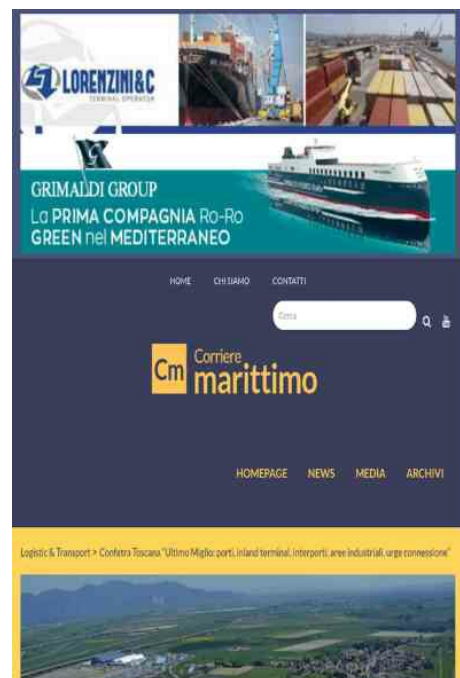 LORENZINI&C
TERMINAL OPERATOR
GRIMALDI GROUP
La PRIMA COMPAGNIA Ro-Ro
GREEN nel MEDITERRANEO
HOME CHI SIAMO CONTATTI
Cerca
Cm Corriere
marittimo
HOMEPAGE NEWS MEDIA ARCHIVI
Logistic & Transport > Confetra Toscana "Ultimo Miglio: porti, inland terminal, interporti, aree industriali, urge connessione"